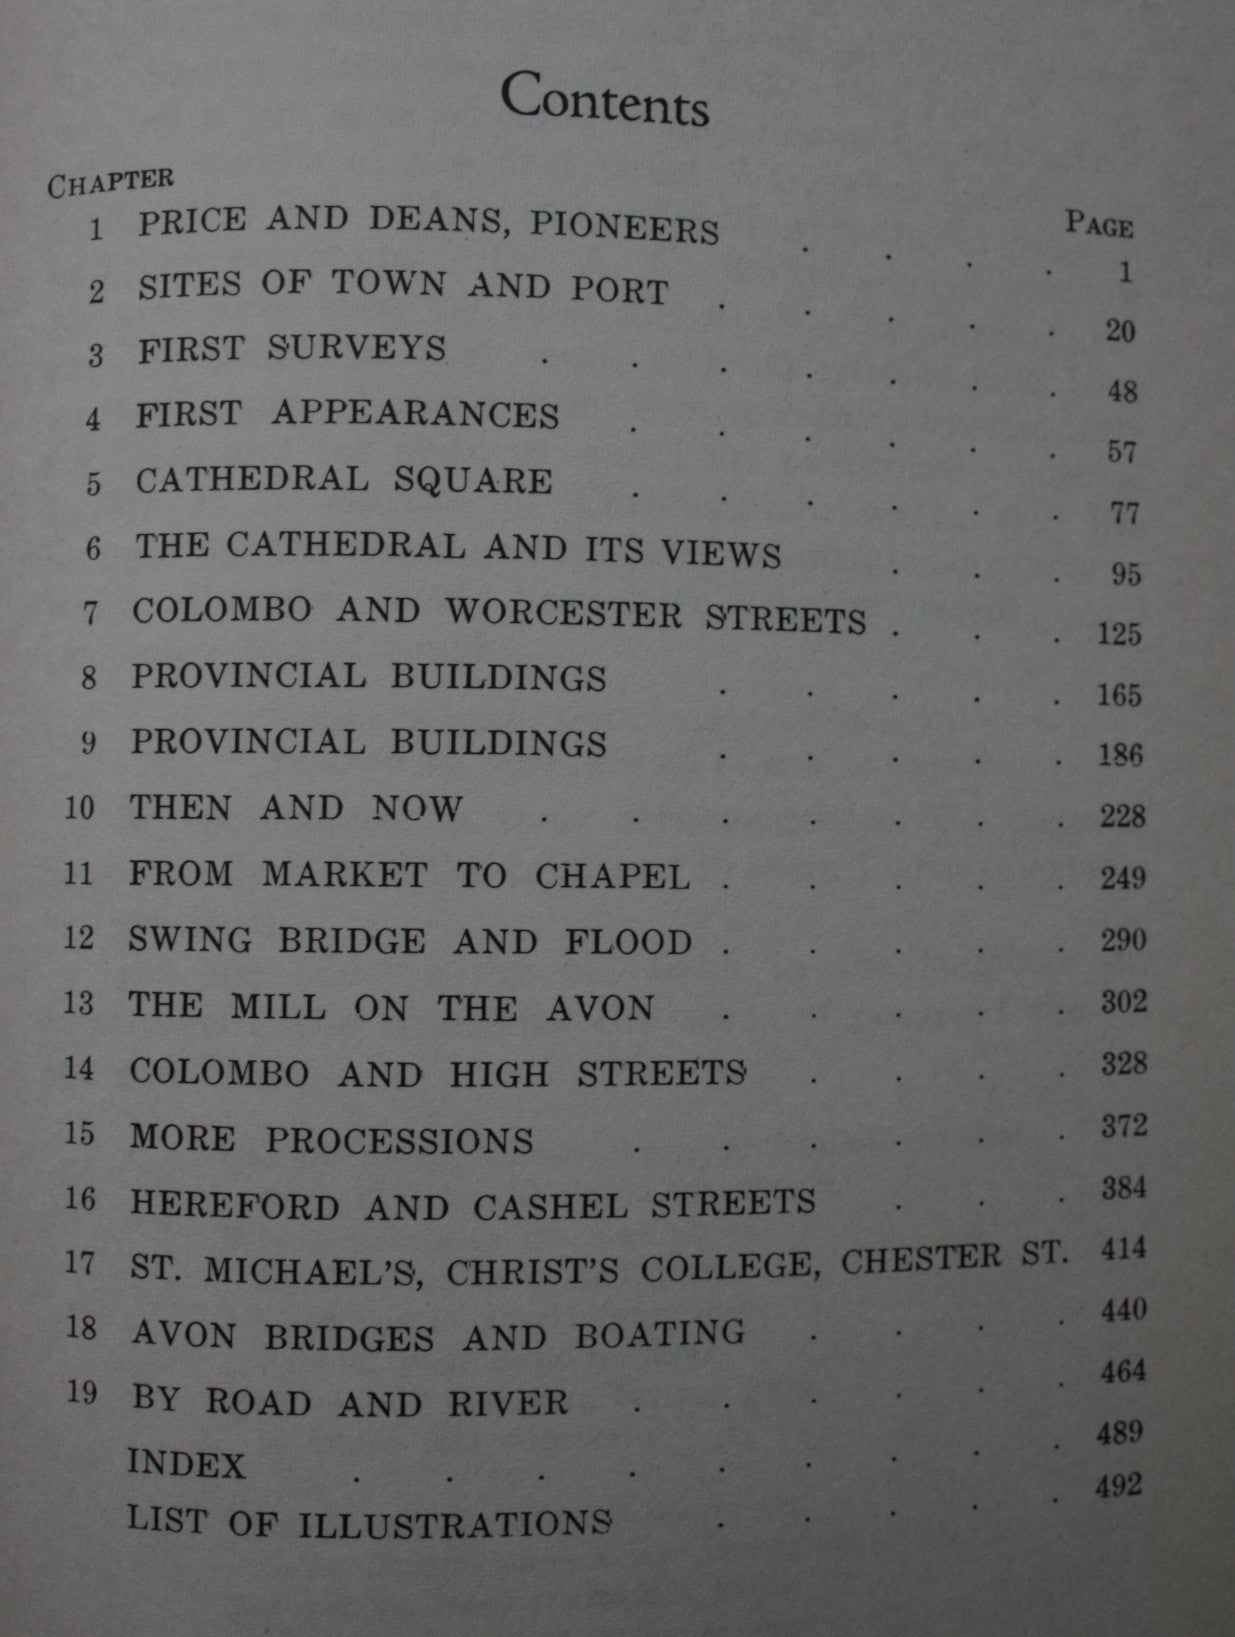 Contents
CHAPTER PAGE
1 PRICE AND DEANS, PIONEERS . . . . 1
2 SITES OF TOWN AND PORT . . . . . 20
3 FIRST SURVEYS . . . . . . . 48
4 FIRST APPEARANCES . . . . . . 57
5 CATHEDRAL SQUARE . . . . . . 77
6 THE CATHEDRAL AND ITS VIEWS . . . 95
7 COLOMBO AND WORCESTER STREETS . . . 125
8 PROVINCIAL BUILDINGS . . . . . 165
9 PROVINCIAL BUILDINGS . . . . . 186
10 THEN AND NOW . . . . . . . 228
11 FROM MARKET TO CHAPEL . . . . . 249
12 SWING BRIDGE AND FLOOD . . . . . 290
13 THE MILL ON THE AVON . . . . . 302
14 COLOMBO AND HIGH STREETS . . . . 328
15 MORE PROCESSIONS . . . . . . 372
16 HEREFORD AND CASHEL STREETS . . . 384
17 ST. MICHAEL'S, CHRIST'S COLLEGE, CHESTER ST. 414
18 AVON BRIDGES AND BOATING . . . . 440
19 BY ROAD AND RIVER . . . . . . 464
INDEX . . . . . . . . . 489
LIST OF ILLUSTRATIONS . . . . . 492